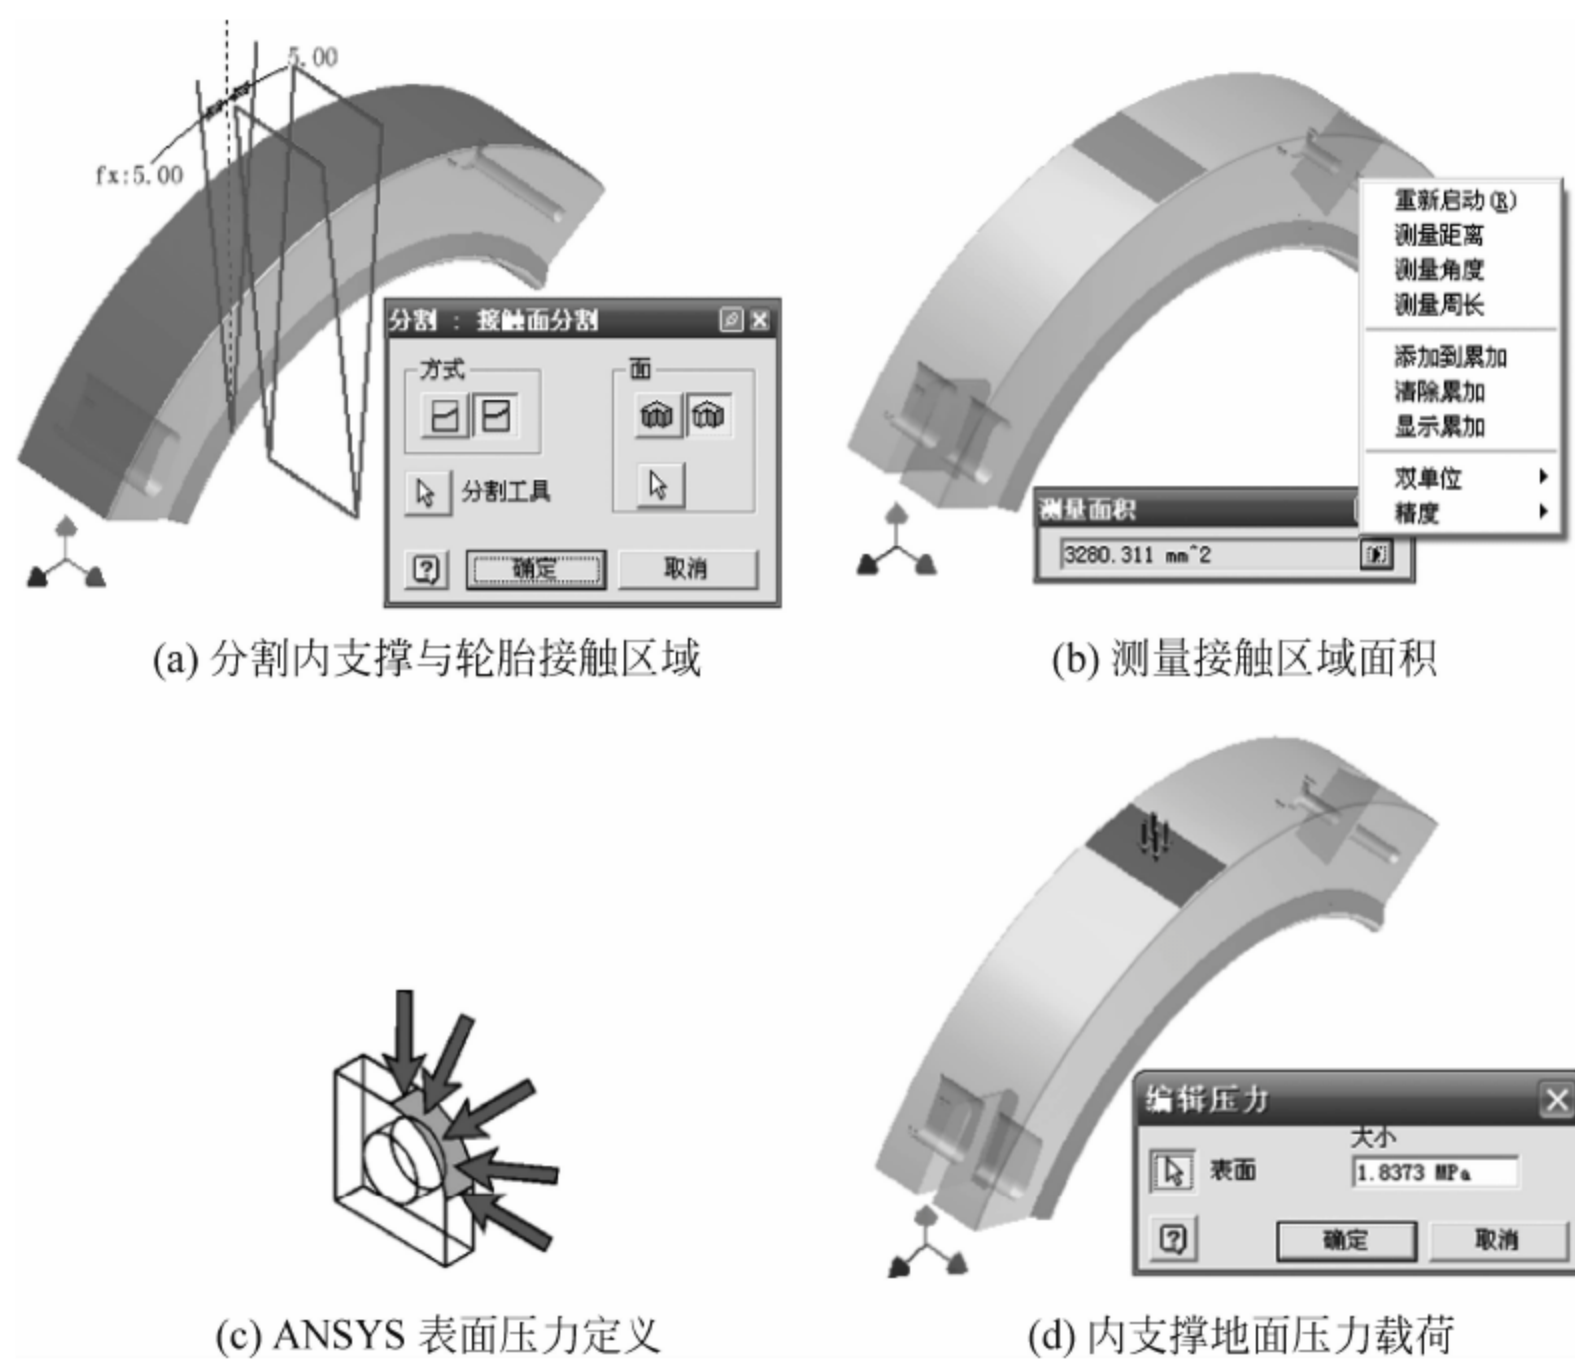 5.00
fx:5.00
分割 : 接触面分割
方式
面
分割工具
确定
取消
(a) 分割内支撑与轮胎接触区域
重新启动(R)
测量距离
测量角度
测量周长
添加到累加
清除累加
显示累加
双单位
精度
测量面积
3280.311 mm^2
(b) 测量接触区域面积
(c) ANSYS 表面压力定义
编辑压力
大小
表面
1.8373 MPa
确定
取消
(d) 内支撑地面压力载荷